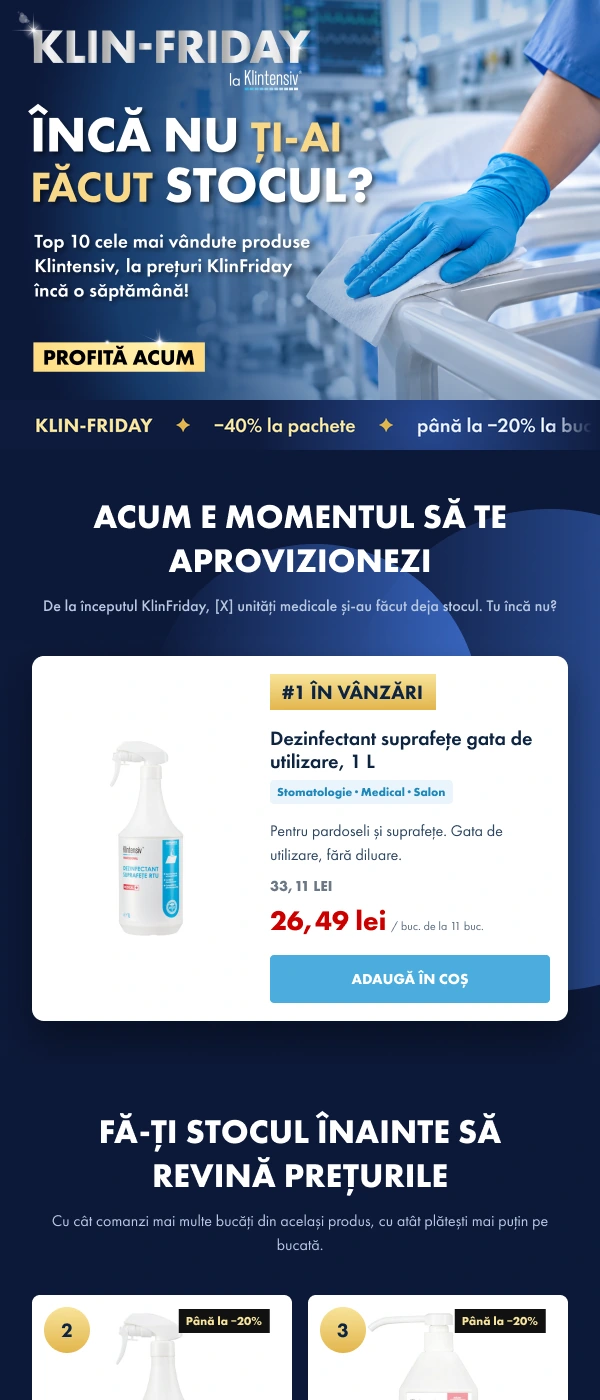 KLIN-FRIDAY
la Klintensiv
ÎNCĂ NU ȚI-AI
FĂCUT STOCUL?
Top 10 cele mai vândute produse
Klintensiv, la prețuri KlinFriday
încă o săptămână!
PROFITĂ ACUM
KLIN-FRIDAY ✦ −40% la pachete ✦ până la −20% la buc
ACUM E MOMENTUL SĂ TE
APROVIZIONEZI
De la începutul KlinFriday, [X] unități medicale și-au făcut deja stocul. Tu încă nu?
#1 ÎN VÂNZĂRI
Dezinfectant suprafețe gata de
utilizare, 1 L
Stomatologie • Medical • Salon
Pentru pardoseli și suprafețe. Gata de
utilizare, fără diluare.
33,11 LEI
26,49 lei / buc. de la 11 buc.
ADAUGĂ ÎN COȘ
Klintensiv
DEZINFECTANT
SUPRAFEȚE RTU
FĂ-ȚI STOCUL ÎNAINTE SĂ
REVINĂ PREȚURILE
Cu cât comanzi mai multe bucăți din același produs, cu atât plătești mai puțin pe
bucată.
2
Până la −20%
3
Până la −20%